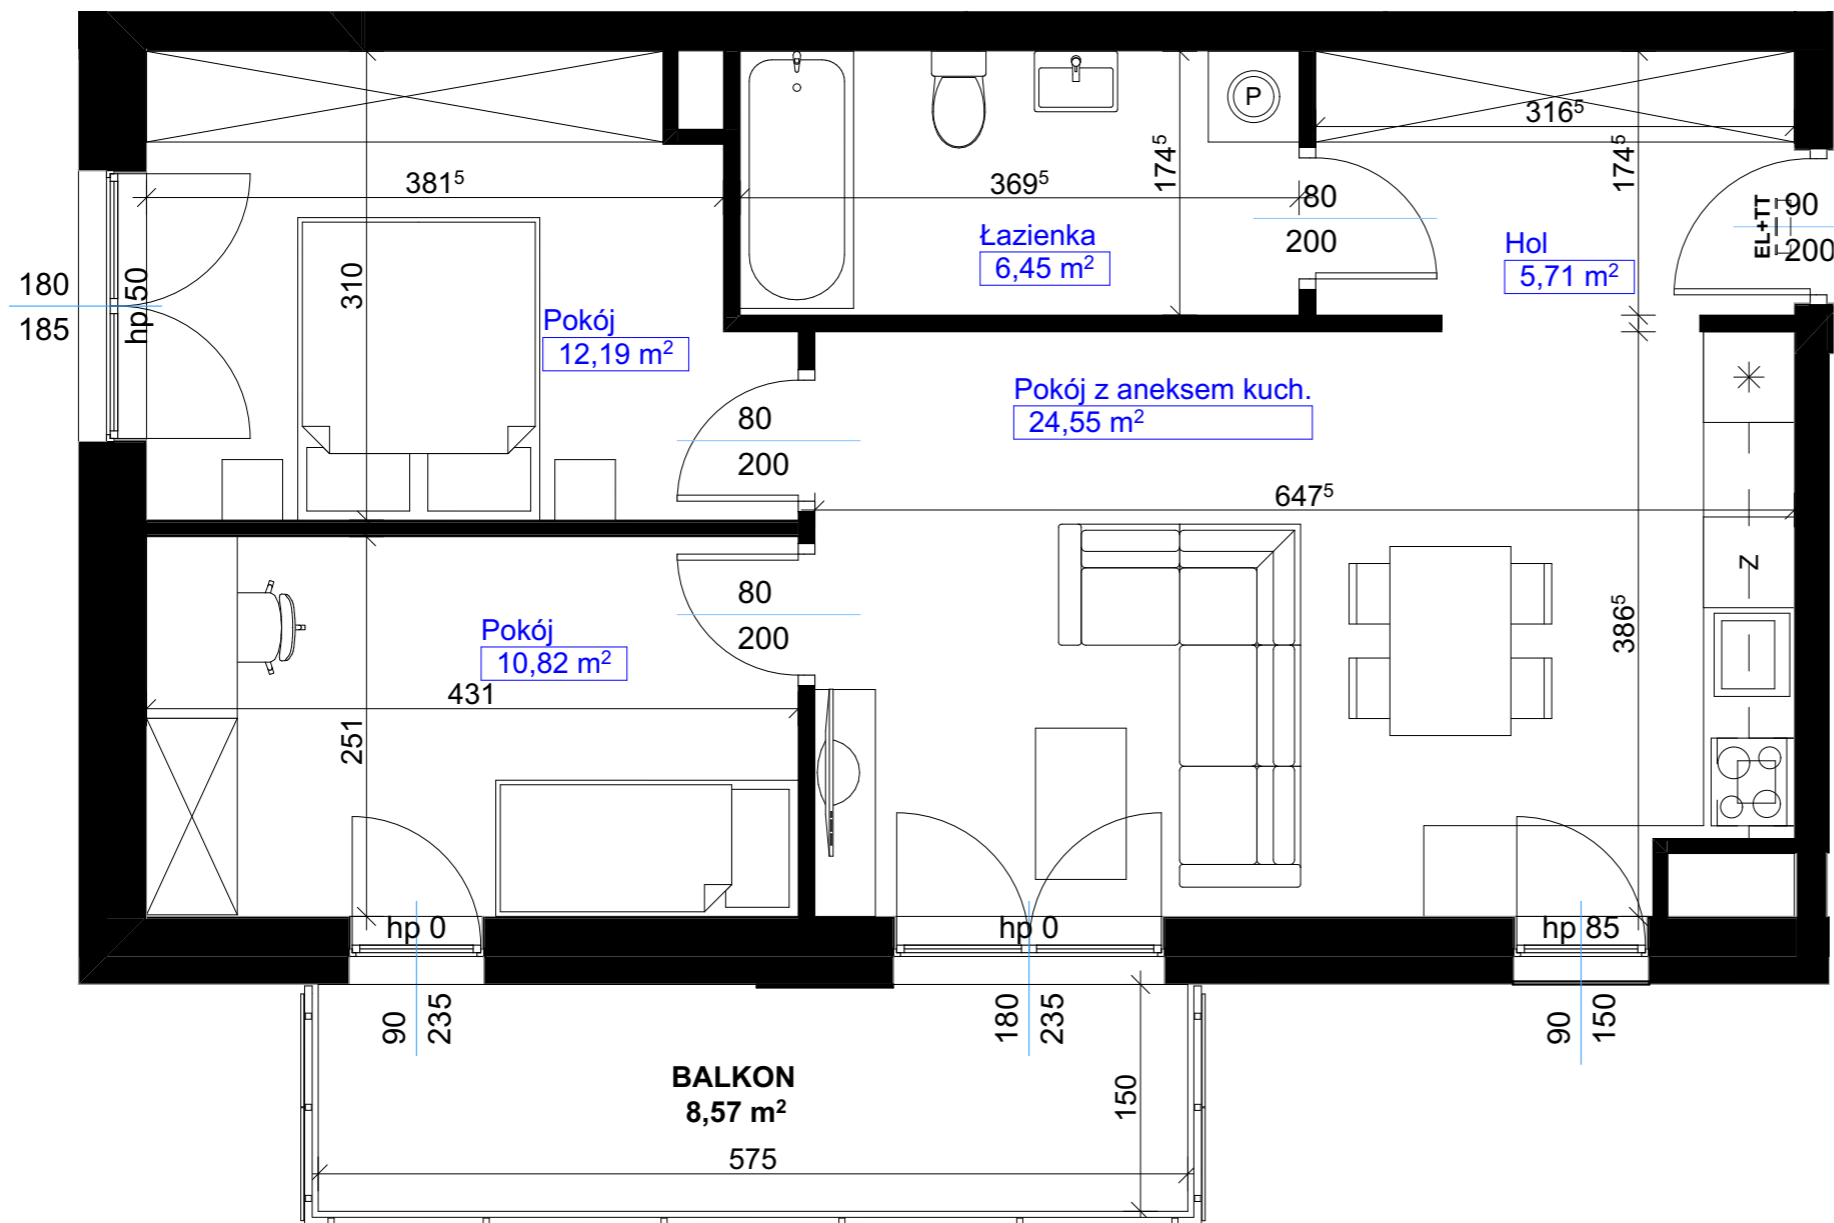 316⁵
P
381⁵
369⁵
174⁵
174⁵
80
200
90
200
EL+TT
Łazienka
6,45 m²
Hol
5,71 m²
180
185
hp 50
310
Pokój
12,19 m²
80
200
Pokój z aneksem kuch.
24,55 m²
647⁵
Z
80
200
Pokój
10,82 m²
431
251
386⁵
hp 0
hp 0
hp 85
90
235
180
235
90
150
BALKON
8,57 m²
150
575